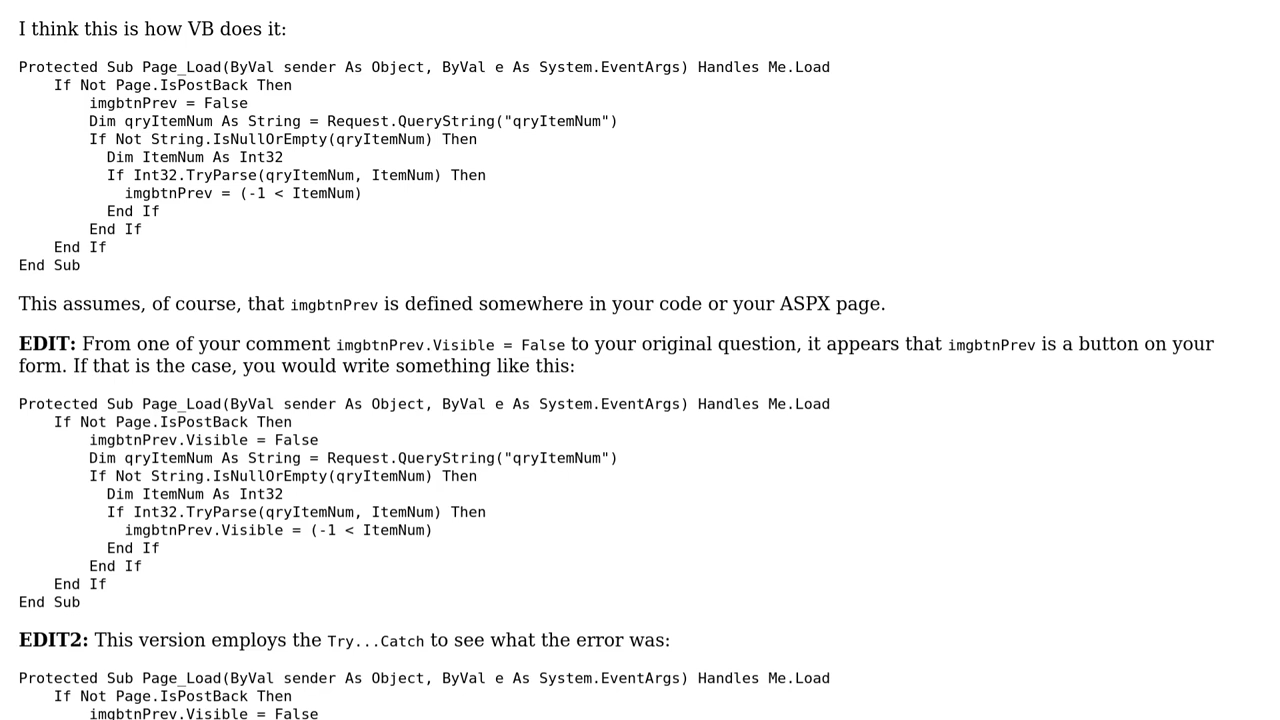 I think this is how VB does it:
Protected Sub Page_Load(ByVal sender As Object, ByVal e As System.EventArgs) Handles Me.Load
    If Not Page.IsPostBack Then
        imgbtnPrev = False
        Dim qryItemNum As String = Request.QueryString("qryItemNum")
        If Not String.IsNullOrEmpty(qryItemNum) Then
          Dim ItemNum As Int32
          If Int32.TryParse(qryItemNum, ItemNum) Then
            imgbtnPrev = (-1 < ItemNum)
          End If
        End If
    End If
End Sub
This assumes, of course, that imgbtnPrev is defined somewhere in your code or your ASPX page.
EDIT: From one of your comment imgbtnPrev.Visible = False to your original question, it appears that imgbtnPrev is a button on your
form. If that is the case, you would write something like this:
Protected Sub Page_Load(ByVal sender As Object, ByVal e As System.EventArgs) Handles Me.Load
    If Not Page.IsPostBack Then
        imgbtnPrev.Visible = False
        Dim qryItemNum As String = Request.QueryString("qryItemNum")
        If Not String.IsNullOrEmpty(qryItemNum) Then
          Dim ItemNum As Int32
          If Int32.TryParse(qryItemNum, ItemNum) Then
            imgbtnPrev.Visible = (-1 < ItemNum)
          End If
        End If
    End If
End Sub
EDIT2: This version employs the Try...Catch to see what the error was:
Protected Sub Page_Load(ByVal sender As Object, ByVal e As System.EventArgs) Handles Me.Load
    If Not Page.IsPostBack Then
        imgbtnPrev.Visible = False